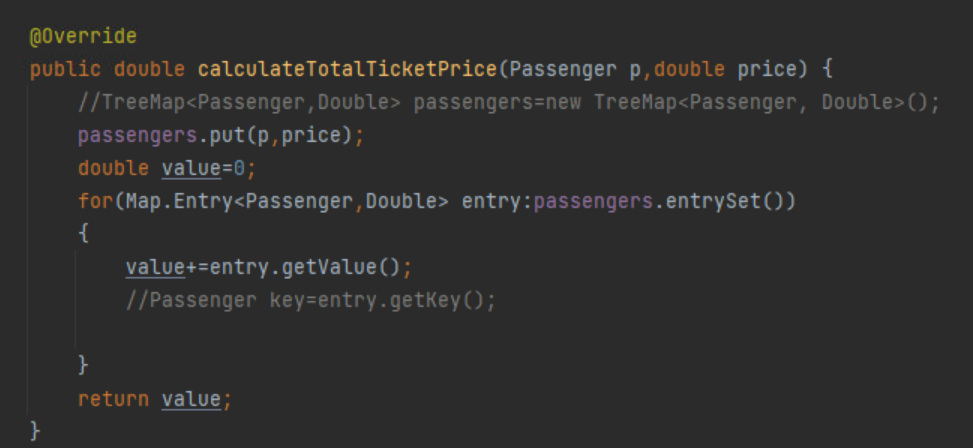 @Override
public double calculateTotalTicketPrice(Passenger p,double price) {
//TreeMap<Passenger,Double> passengers=new TreeMap<Passenger, Double>();
passengers.put(p,price);
double value=0;
for(Map.Entry<Passenger,Double> entry:passengers.entrySet())
{
value+=entry.getValue();
//Passenger key=entry.getKey();
}
return value;
}